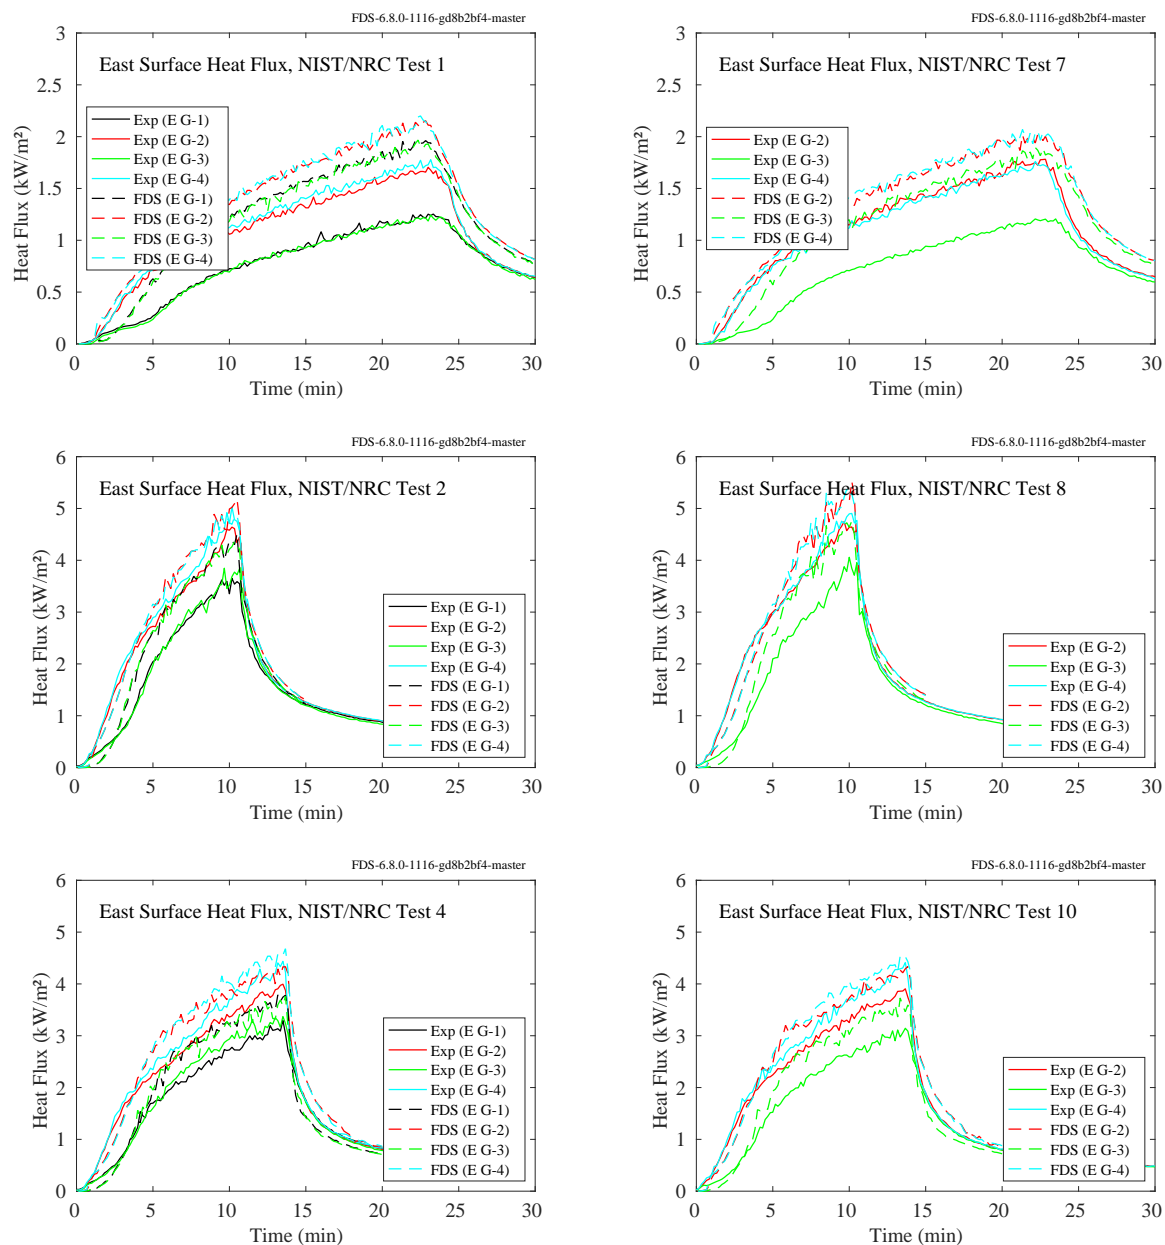 FDS-6.8.0-1116-gd8b2bf4-master
East Surface Heat Flux, NIST/NRC Test 1
Heat Flux (kW/m²)
3
2.5
2
1.5
1
0.5
0
Exp (E G-1)
Exp (E G-2)
Exp (E G-3)
Exp (E G-4)
FDS (E G-1)
FDS (E G-2)
FDS (E G-3)
FDS (E G-4)
0 5 10 15 20 25 30
Time (min)
FDS-6.8.0-1116-gd8b2bf4-master
East Surface Heat Flux, NIST/NRC Test 7
Heat Flux (kW/m²)
3
2.5
2
1.5
1
0.5
0
Exp (E G-2)
Exp (E G-3)
Exp (E G-4)
FDS (E G-2)
FDS (E G-3)
FDS (E G-4)
0 5 10 15 20 25 30
Time (min)
FDS-6.8.0-1116-gd8b2bf4-master
East Surface Heat Flux, NIST/NRC Test 2
Heat Flux (kW/m²)
6
5
4
3
2
1
0
Exp (E G-1)
Exp (E G-2)
Exp (E G-3)
Exp (E G-4)
FDS (E G-1)
FDS (E G-2)
FDS (E G-3)
FDS (E G-4)
0 5 10 15 20 25 30
Time (min)
FDS-6.8.0-1116-gd8b2bf4-master
East Surface Heat Flux, NIST/NRC Test 8
Heat Flux (kW/m²)
6
5
4
3
2
1
0
Exp (E G-2)
Exp (E G-3)
Exp (E G-4)
FDS (E G-2)
FDS (E G-3)
FDS (E G-4)
0 5 10 15 20 25 30
Time (min)
FDS-6.8.0-1116-gd8b2bf4-master
East Surface Heat Flux, NIST/NRC Test 4
Heat Flux (kW/m²)
6
5
4
3
2
1
0
Exp (E G-1)
Exp (E G-2)
Exp (E G-3)
Exp (E G-4)
FDS (E G-1)
FDS (E G-2)
FDS (E G-3)
FDS (E G-4)
0 5 10 15 20 25 30
Time (min)
FDS-6.8.0-1116-gd8b2bf4-master
East Surface Heat Flux, NIST/NRC Test 10
Heat Flux (kW/m²)
6
5
4
3
2
1
0
Exp (E G-2)
Exp (E G-3)
Exp (E G-4)
FDS (E G-2)
FDS (E G-3)
FDS (E G-4)
0 5 10 15 20 25 30
Time (min)